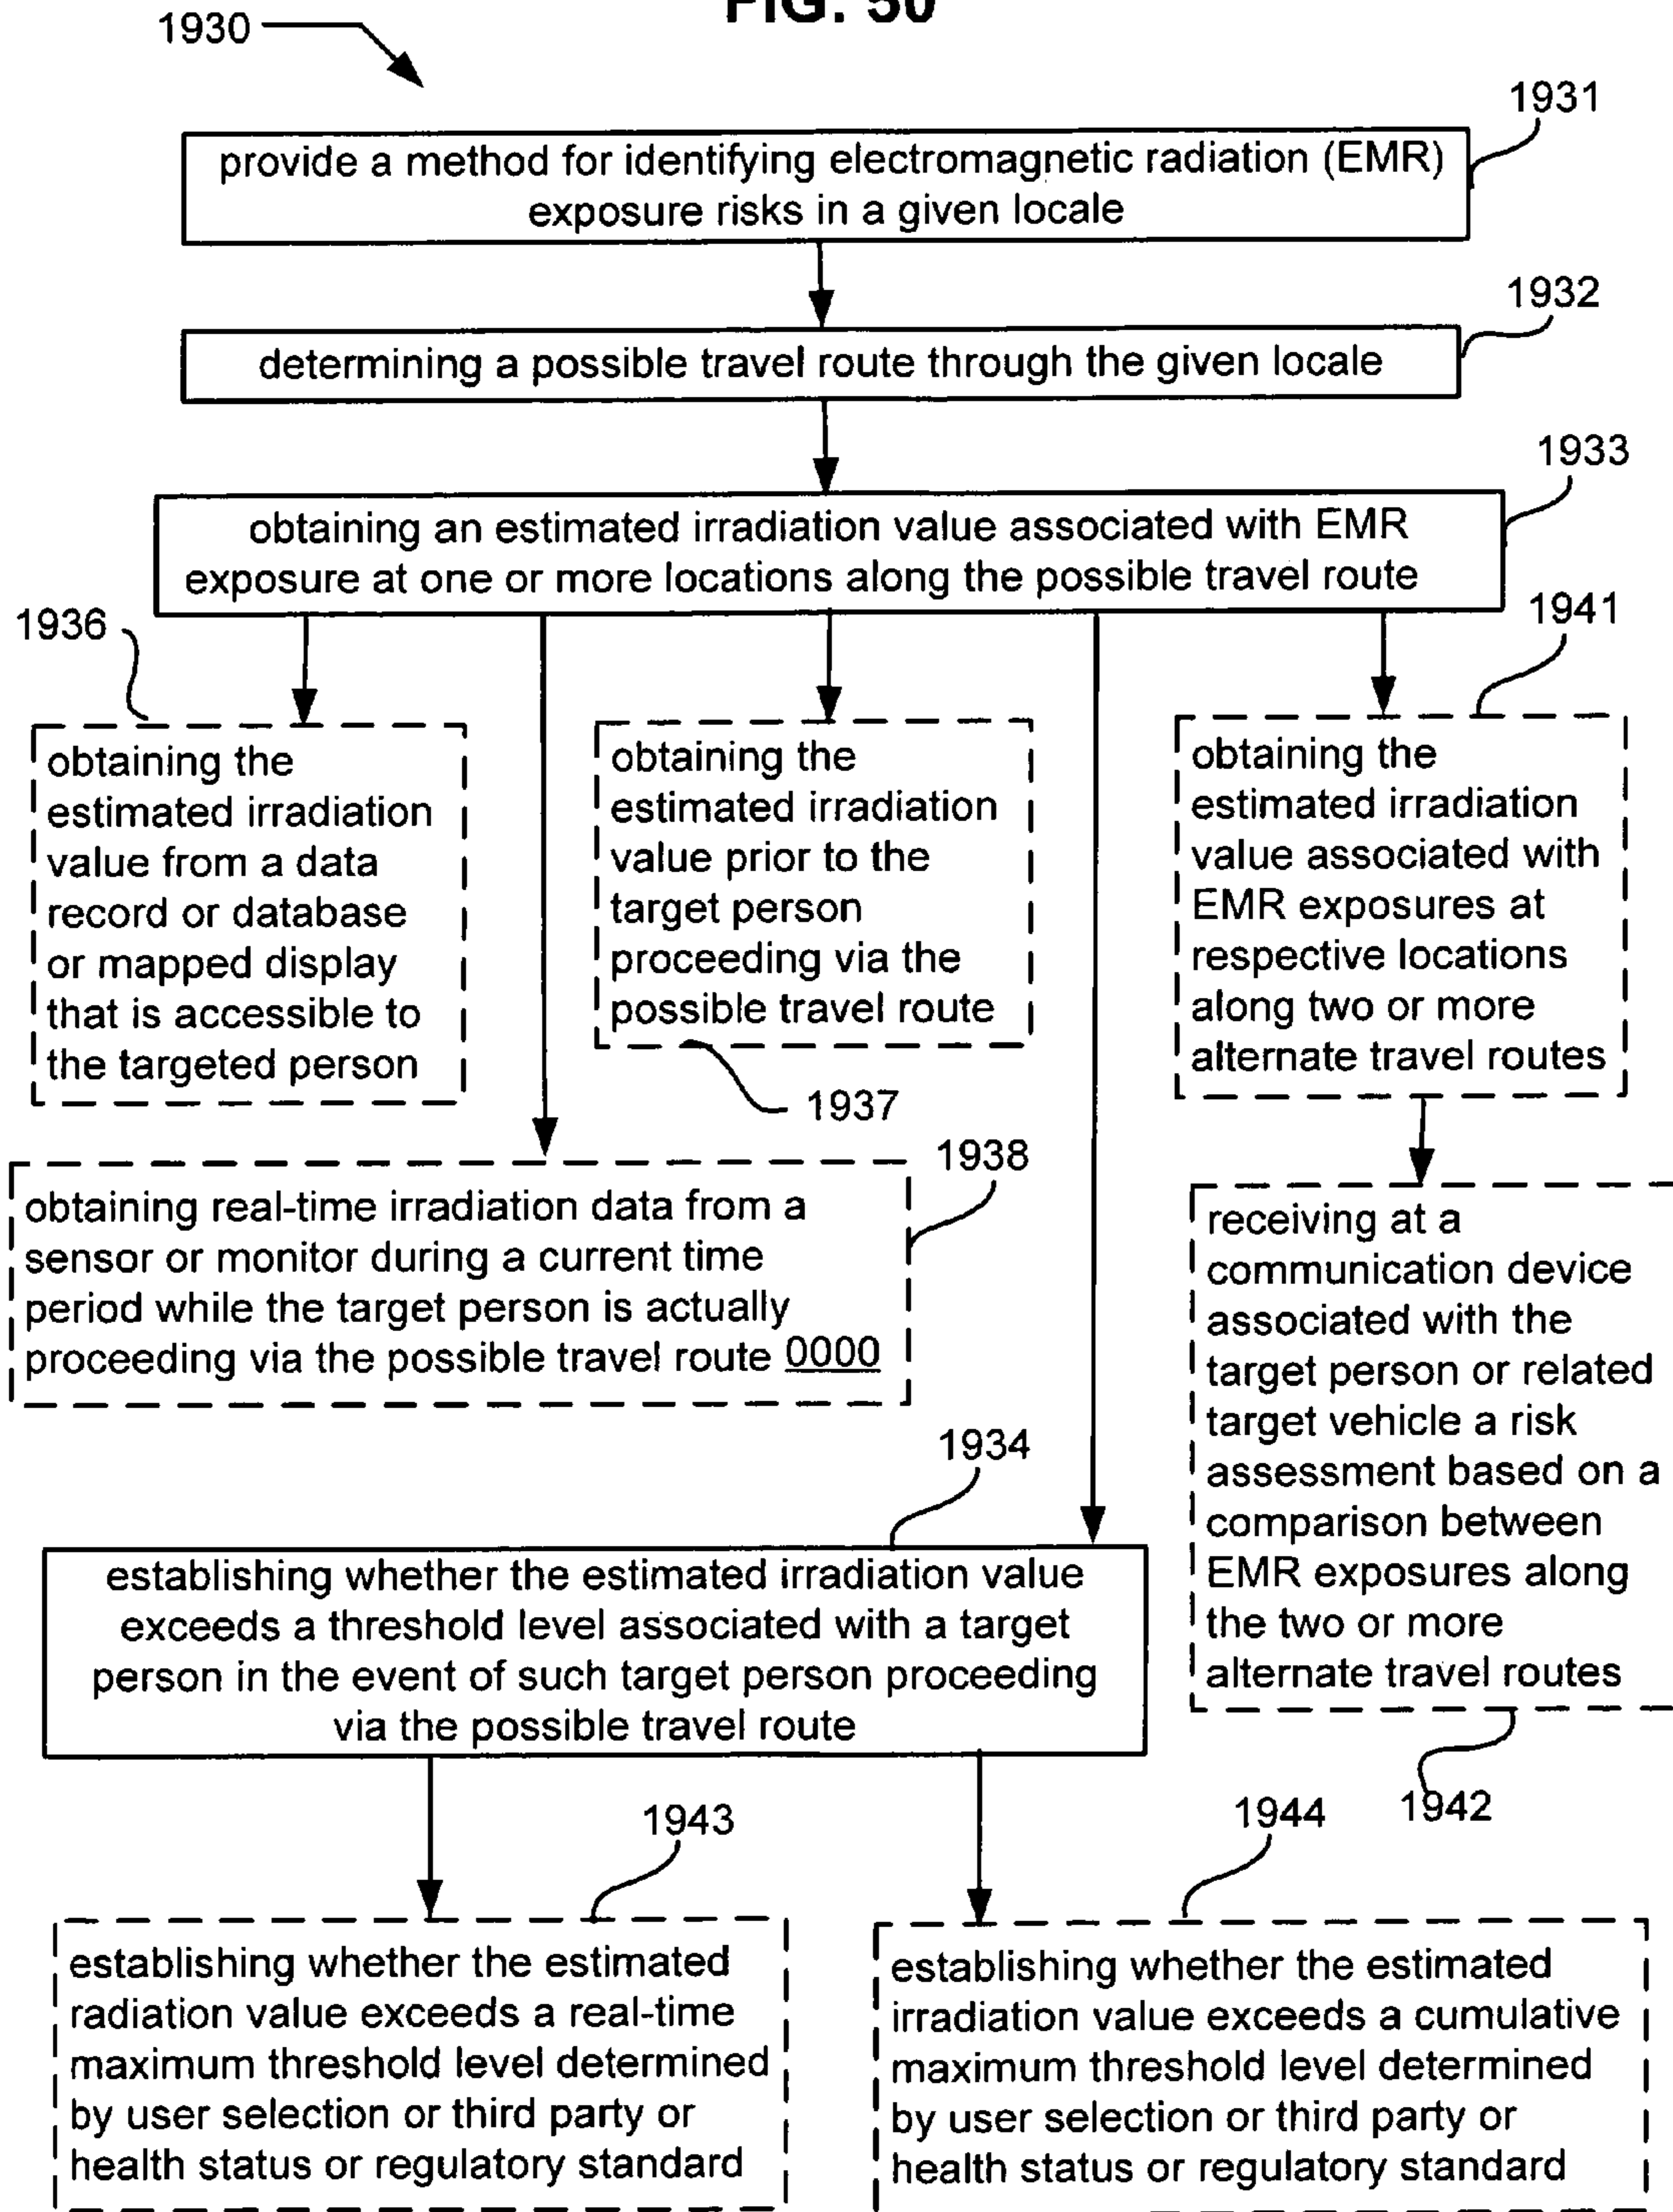 FIG. 50
1930
1931
provide a method for identifying electromagnetic radiation (EMR)
exposure risks in a given locale
1932
determining a possible travel route through the given locale
1933
obtaining an estimated irradiation value associated with EMR
exposure at one or more locations along the possible travel route
1936
obtaining the
estimated irradiation
value from a data
record or database
or mapped display
that is accessible to
the targeted person
obtaining the
estimated irradiation
value prior to the
target person
proceeding via the
possible travel route
1937
1941
obtaining the
estimated irradiation
value associated with
EMR exposures at
respective locations
along two or more
alternate travel routes
1938
obtaining real-time irradiation data from a
sensor or monitor during a current time
period while the target person is actually
proceeding via the possible travel route 0000
receiving at a
communication device
associated with the
target person or related
target vehicle a risk
assessment based on a
comparison between
EMR exposures along
the two or more
alternate travel routes
1942
1934
establishing whether the estimated irradiation value
exceeds a threshold level associated with a target
person in the event of such target person proceeding
via the possible travel route
1943
establishing whether the estimated
radiation value exceeds a real-time
maximum threshold level determined
by user selection or third party or
health status or regulatory standard
1944
establishing whether the estimated
irradiation value exceeds a cumulative
maximum threshold level determined
by user selection or third party or
health status or regulatory standard